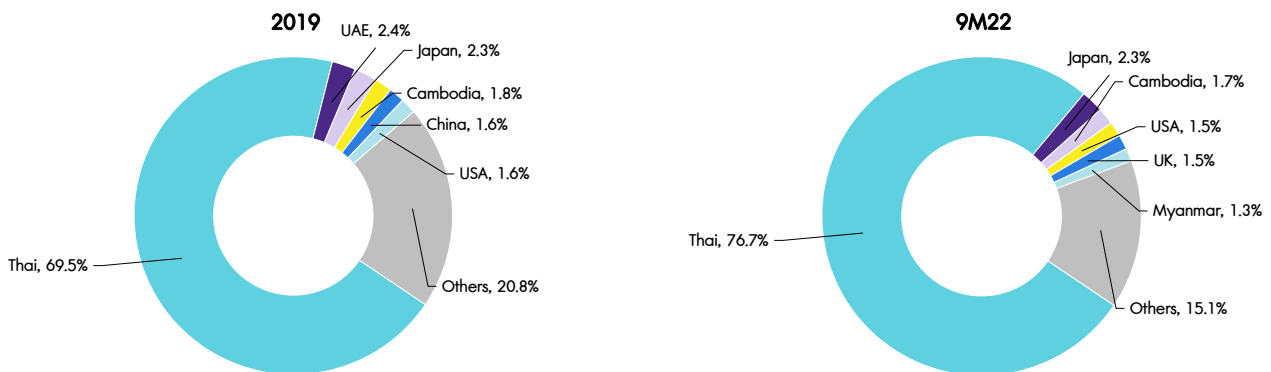 2019
UAE, 2.4%
Japan, 2.3%
Cambodia, 1.8%
China, 1.6%
USA, 1.6%
Others, 20.8%
Thai, 69.5%
9M22
Japan, 2.3%
Cambodia, 1.7%
USA, 1.5%
UK, 1.5%
Myanmar, 1.3%
Others, 15.1%
Thai, 76.7%